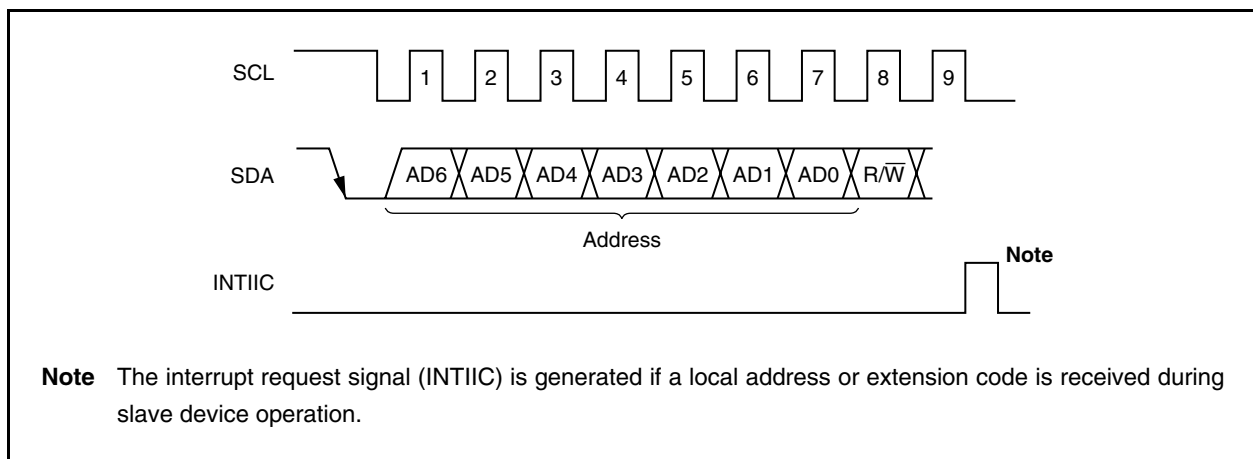 SCL 1 2 3 4 5 6 7 8 9
SDA AD6 AD5 AD4 AD3 AD2 AD1 AD0 R/W̅
Address
Note
INTIIC
Note The interrupt request signal (INTIIC) is generated if a local address or extension code is received during
slave device operation.